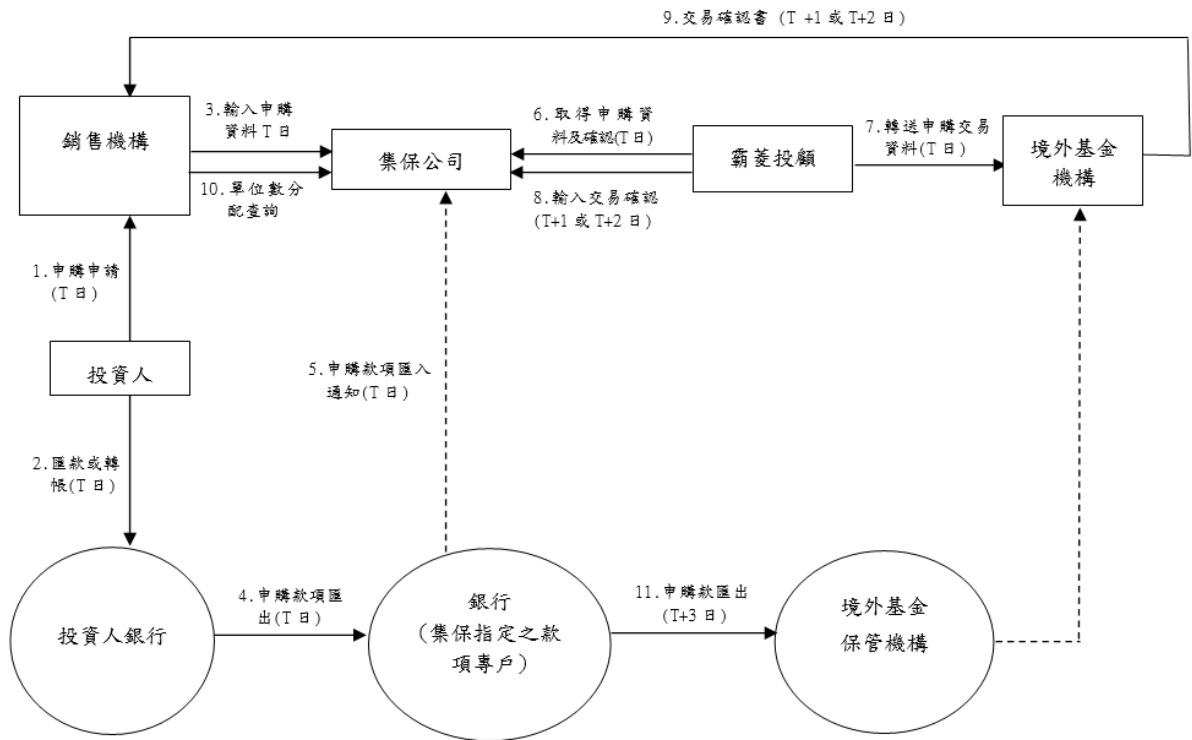 9.交易確認書 (T +1 或 T+2 日)
銷售機構
3.輸入申購
資料 T 日
10.單位數分
配查詢
集保公司
6.取得申購資
料及確認(T日)
8.輸入交易確認
(T+1 或 T+2 日)
霸菱投顧
7.轉送申購交易
資料(T日)
境外基金
機構
1.申購申請
(T 日)
投資人
5.申購款項匯入
通知(T 日)
2.匯款或轉
帳(T 日)
投資人銀行
4.申購款項匯
出(T 日)
銀行
(集保指定之款
項專戶)
11.申購款匯出
(T+3 日)
境外基金
保管機構